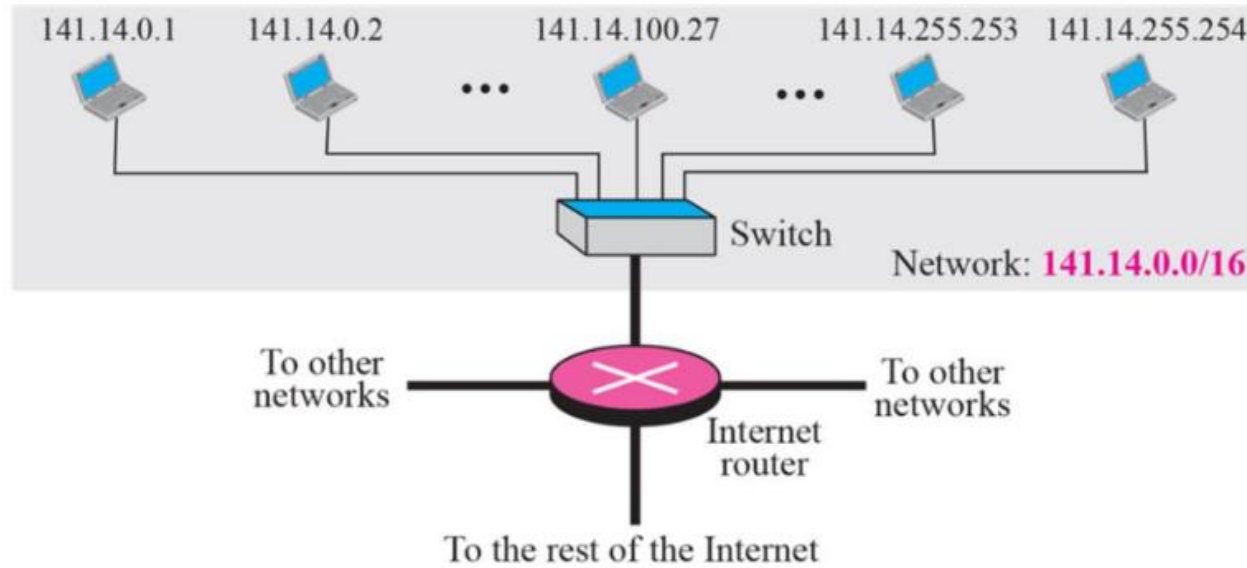 141.14.0.1 141.14.0.2 141.14.100.27 141.14.255.253 141.14.255.254
Switch
Network: 141.14.0.0/16
To other
networks
To other
networks
Internet
router
To the rest of the Internet